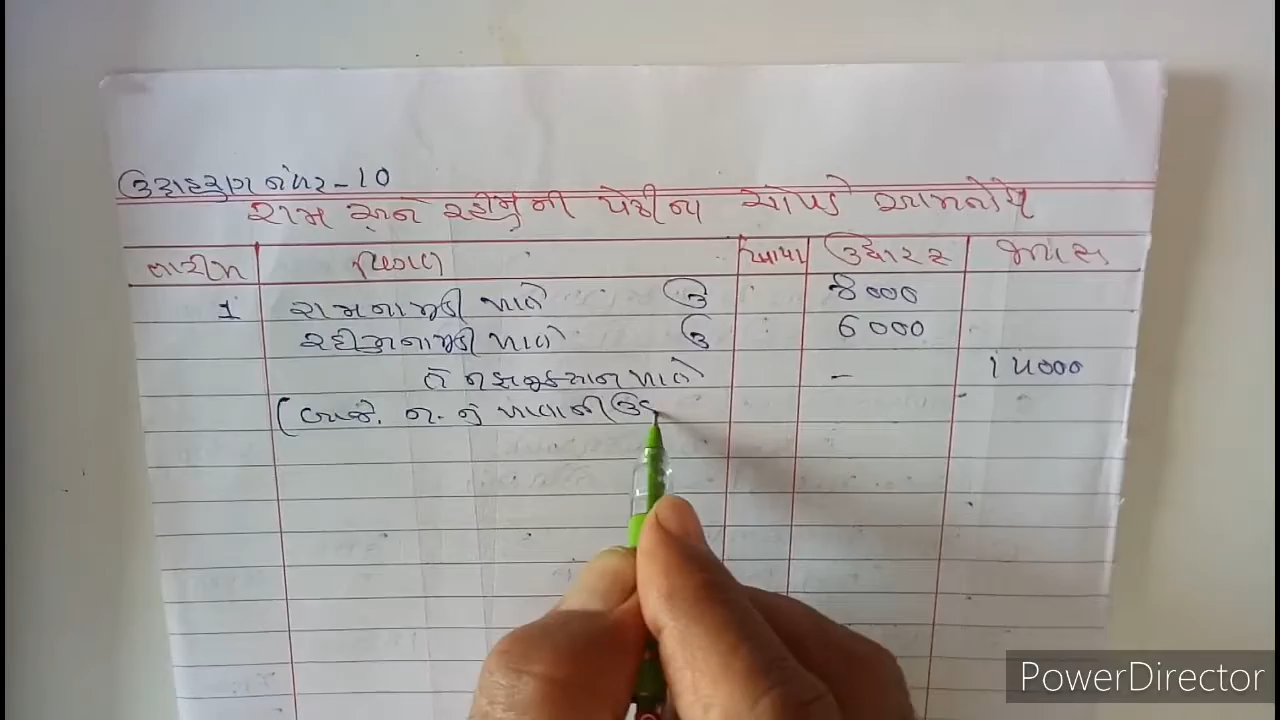 ઉદાહરણ નંબર - 10
રામ અને રહીમની પેઢીના ચોપડે આમનોંધ
તારીખ વિગત ખાપા ઉધાર રૂ જમા રૂ
1 રામના મૂડી ખાતે ઉ 8000
રહીમના મૂડી ખાતે ઉ 6000
તે નફાનુકસાન ખાતે - 14000
( બાજે. ન. નું ખાતાની ઉધ
PowerDirector